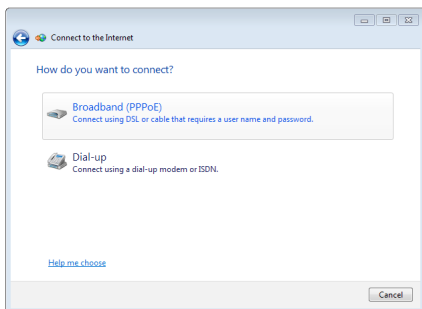 Connect to the Internet
How do you want to connect?
Broadband (PPPoE)
Connect using DSL or cable that requires a user name and password.
Dial-up
Connect using a dial-up modem or ISDN.
Help me choose
Cancel